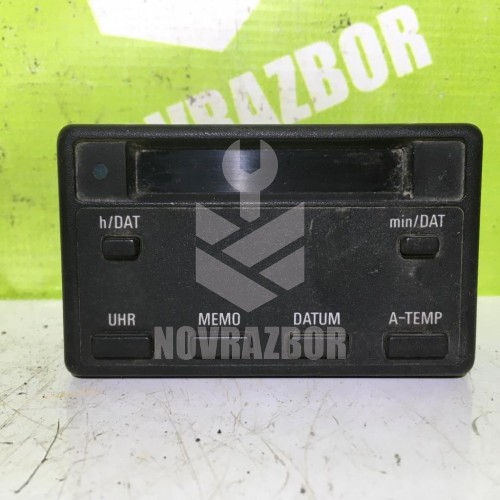 NOVRAZBOR
h/DAT min/DAT
UHR MEMO DATUM A-TEMP
NOVRAZBOR